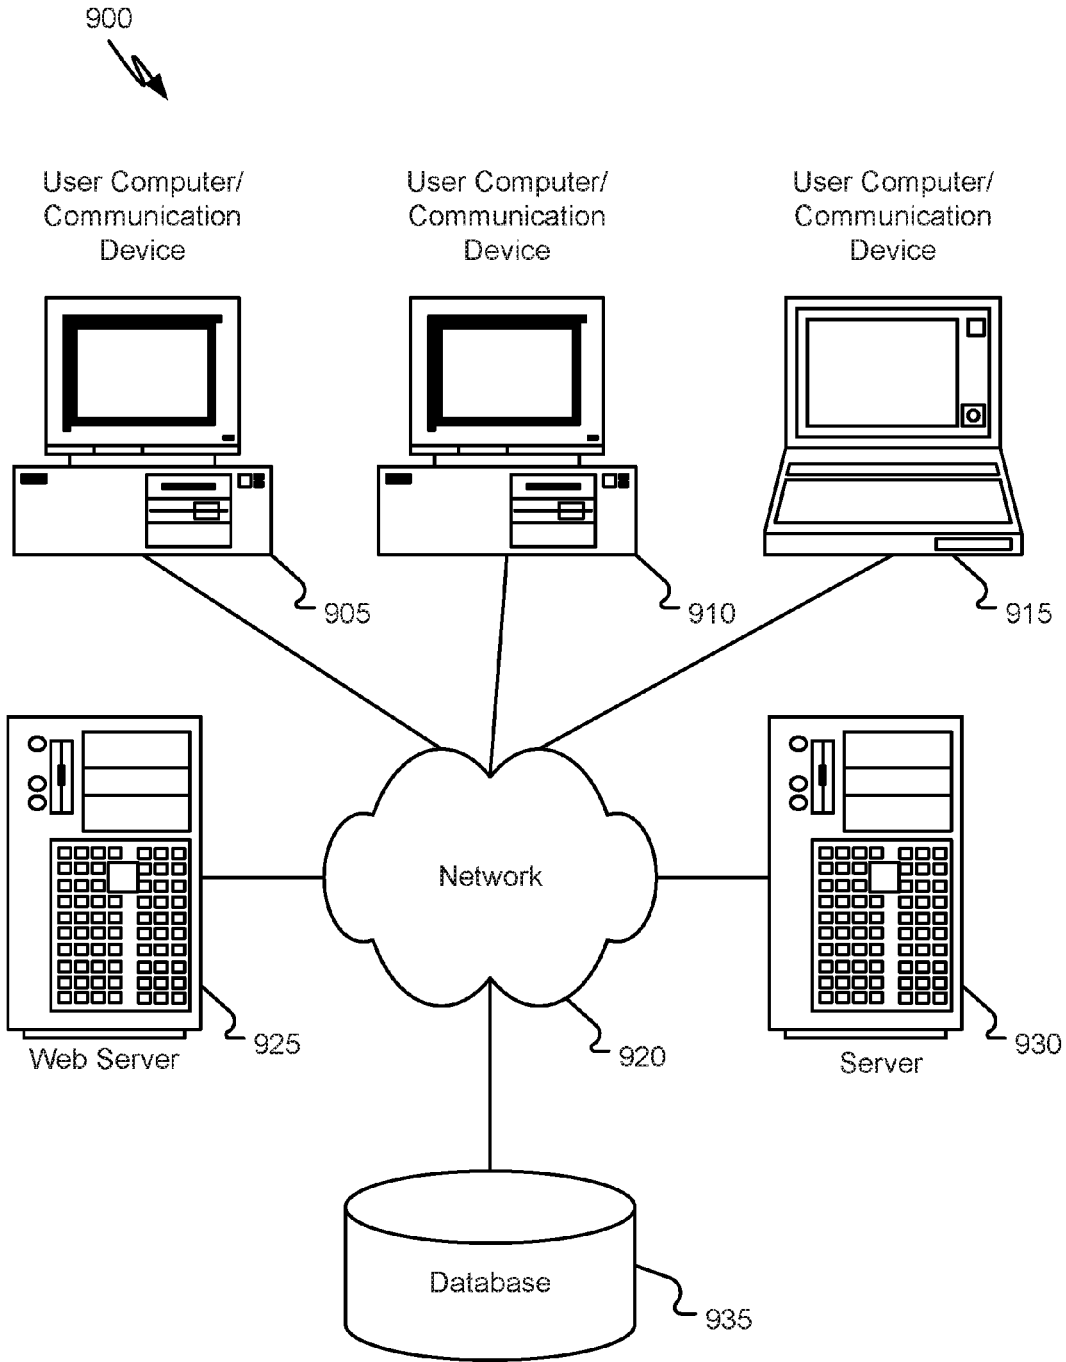 900
User Computer/
Communication
Device
User Computer/
Communication
Device
User Computer/
Communication
Device
905
910
915
Network
Web Server
925
920
Server
930
Database
935